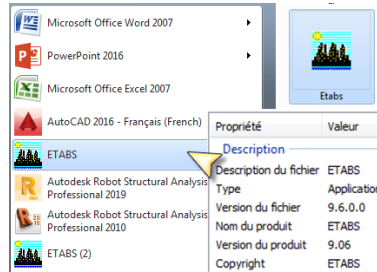 Microsoft Office Word 2007
PowerPoint 2016
Microsoft Office Excel 2007
AutoCAD 2016 - Français (French)
ETABS
Autodesk Robot Structural Analysis
Professional 2019
Autodesk Robot Structural Analysis
Professional 2010
ETABS (2)
Etabs
Propriété Valeur
Description
Description du fichier ETABS
Type Application
Version du fichier 9.6.0.0
Nom du produit ETABS
Version du produit 9.06
Copyright ETABS